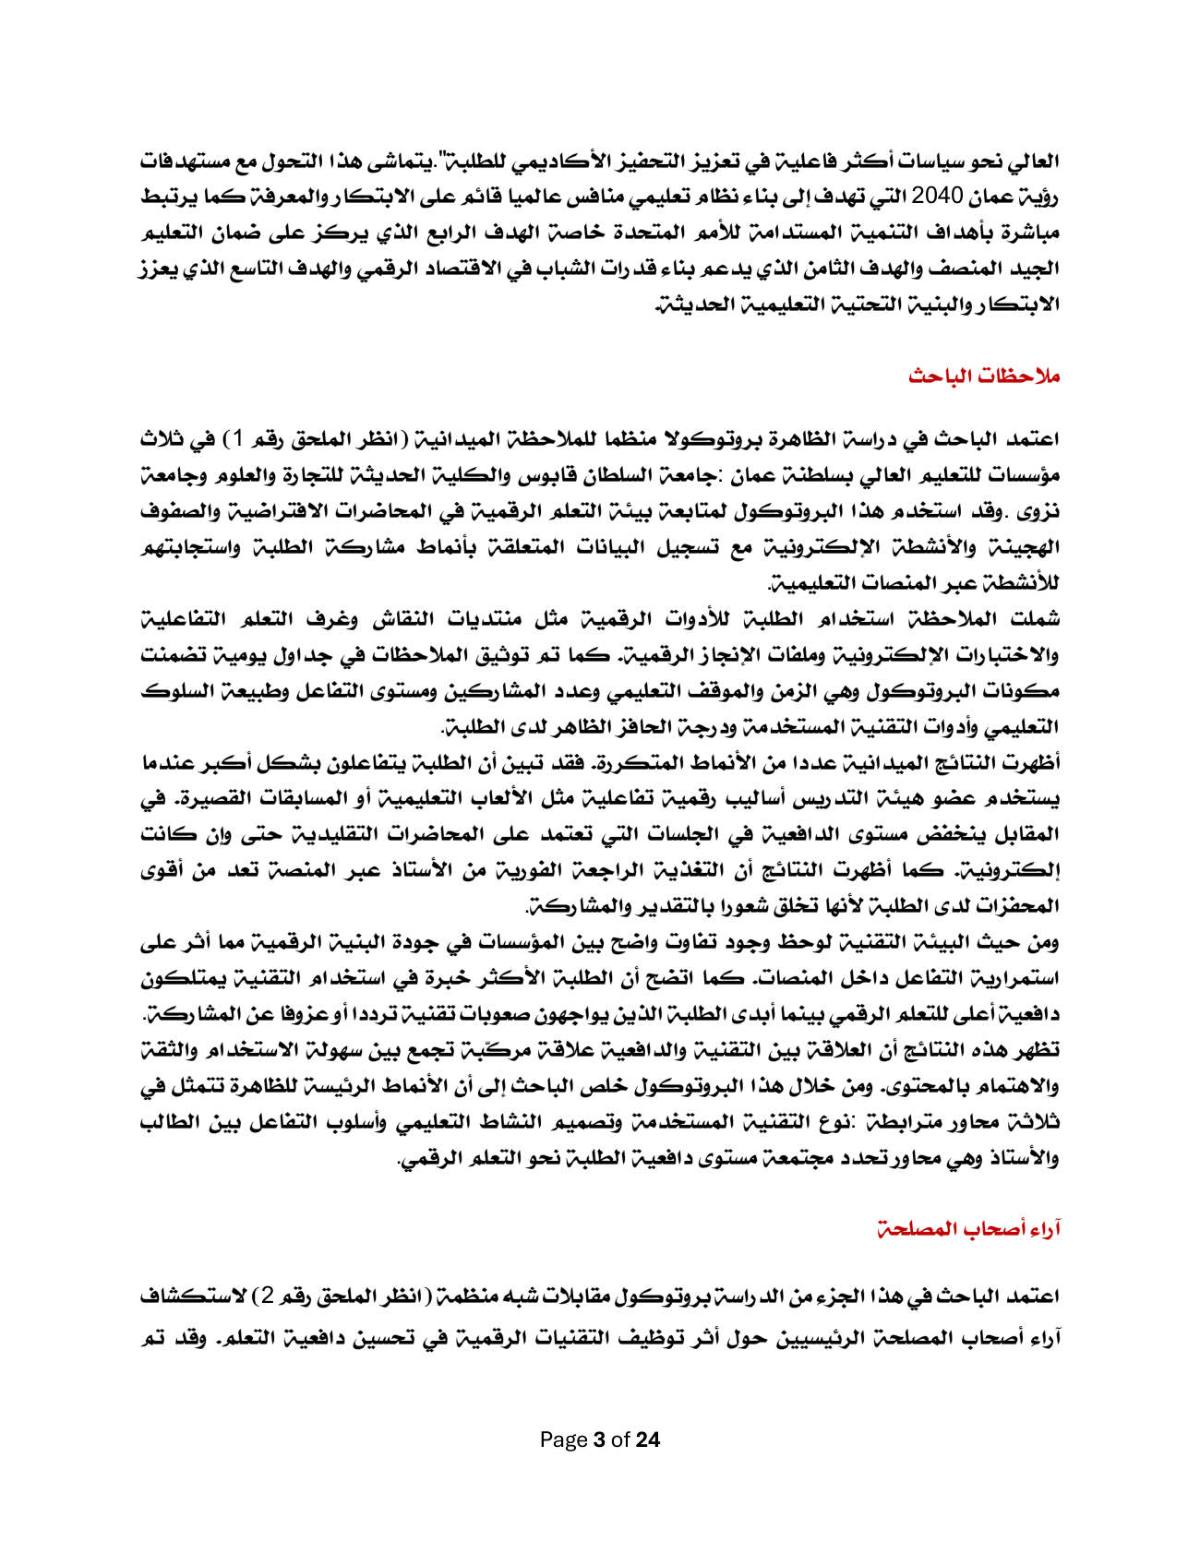 العالي نحو سياسات أكثر فاعلية في تعزيز التحفيز الأكاديمي للطلبة".يتماشى هذا التحول مع مستهدفات
رؤية عمان 2040 التي تهدف إلى بناء نظام تعليمي منافس عالميا قائم على الابتكار والمعرفة كما يرتبط
مباشرة بأهداف التنمية المستدامة للأمم المتحدة خاصة الهدف الرابع الذي يركز على ضمان التعليم
الجيد المنصف والهدف الثامن الذي يدعم بناء قدرات الشباب في الاقتصاد الرقمي والهدف التاسع الذي يعزز
الابتكار والبنية التحتية التعليمية الحديثة.
ملاحظات الباحث
اعتمد الباحث في دراسة الظاهرة بروتوكولا منظما للملاحظة الميدانية (انظر الملحق رقم 1) في ثلاث
مؤسسات للتعليم العالي بسلطنة عمان :جامعة السلطان قابوس والكلية الحديثة للتجارة والعلوم وجامعة
نزوى .وقد استخدم هذا البروتوكول لمتابعة بيئة التعلم الرقمية في المحاضرات الافتراضية والصفوف
الهجينة والأنشطة الإلكترونية مع تسجيل البيانات المتعلقة بأنماط مشاركة الطلبة واستجابتهم
للأنشطة عبر المنصات التعليمية.
شملت الملاحظة استخدام الطلبة للأدوات الرقمية مثل منتديات النقاش وغرف التعلم التفاعلية
والاختبارات الإلكترونية وملفات الإنجاز الرقمية. كما تم توثيق الملاحظات في جداول يومية تضمنت
مكونات البروتوكول وهي الزمن والموقف التعليمي وعدد المشاركين ومستوى التفاعل وطبيعة السلوك
التعليمي وأدوات التقنية المستخدمة ودرجة الحافز الظاهر لدى الطلبة.
أظهرت النتائج الميدانية عددا من الأنماط المتكررة. فقد تبين أن الطلبة يتفاعلون بشكل أكبر عندما
يستخدم عضو هيئة التدريس أساليب رقمية تفاعلية مثل الألعاب التعليمية أو المسابقات القصيرة. في
المقابل ينخفض مستوى الدافعية في الجلسات التي تعتمد على المحاضرات التقليدية حتى وإن كانت
إلكترونية. كما أظهرت النتائج أن التغذية الراجعة الفورية من الأستاذ عبر المنصة تعد من أقوى
المحفزات لدى الطلبة لأنها تخلق شعورا بالتقدير والمشاركة.
ومن حيث البيئة التقنية لوحظ وجود تفاوت واضح بين المؤسسات في جودة البنية الرقمية مما أثر على
استمرارية التفاعل داخل المنصات. كما اتضح أن الطلبة الأكثر خبرة في استخدام التقنية يمتلكون
دافعية أعلى للتعلم الرقمي بينما أبدى الطلبة الذين يواجهون صعوبات تقنية ترددا أو عزوفا عن المشاركة.
تظهر هذه النتائج أن العلاقة بين التقنية والدافعية علاقة مركّبة تجمع بين سهولة الاستخدام والثقة
والاهتمام بالمحتوى. ومن خلال هذا البروتوكول خلص الباحث إلى أن الأنماط الرئيسة للظاهرة تتمثل في
ثلاثة محاور مترابطة :نوع التقنية المستخدمة وتصميم النشاط التعليمي وأسلوب التفاعل بين الطالب
والأستاذ وهي محاور تحدد مجتمعة مستوى دافعية الطلبة نحو التعلم الرقمي.
آراء أصحاب المصلحة
اعتمد الباحث في هذا الجزء من الدراسة بروتوكول مقابلات شبه منظمة (انظر الملحق رقم 2) لاستكشاف
آراء أصحاب المصلحة الرئيسيين حول أثر توظيف التقنيات الرقمية في تحسين دافعية التعلم. وقد تم
Page 3 of 24